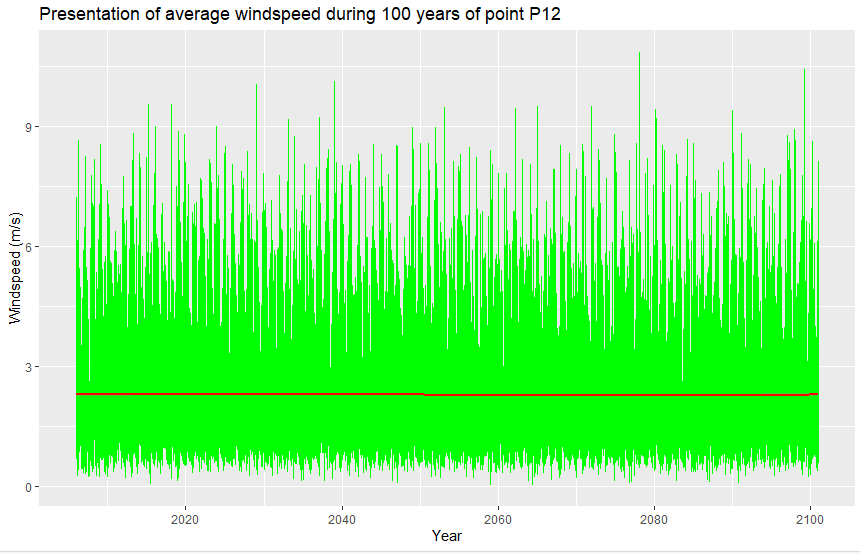 Presentation of average windspeed during 100 years of point P12
Windspeed (m/s)
9
6
3
0
2020 2040 2060 2080 2100
Year